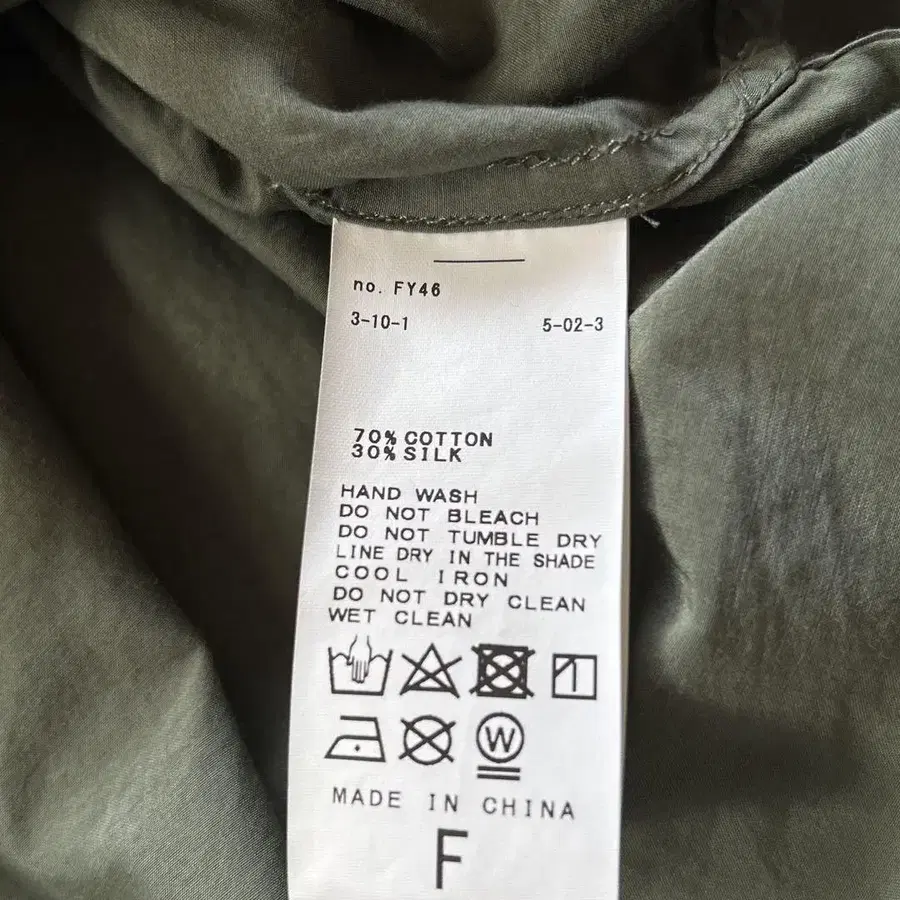 no. FY46
3-10-1 5-02-3
70% COTTON
30% SILK
HAND WASH
DO NOT BLEACH
DO NOT TUMBLE DRY
LINE DRY IN THE SHADE
COOL IRON
DO NOT DRY CLEAN
WET CLEAN
W
MADE IN CHINA
F